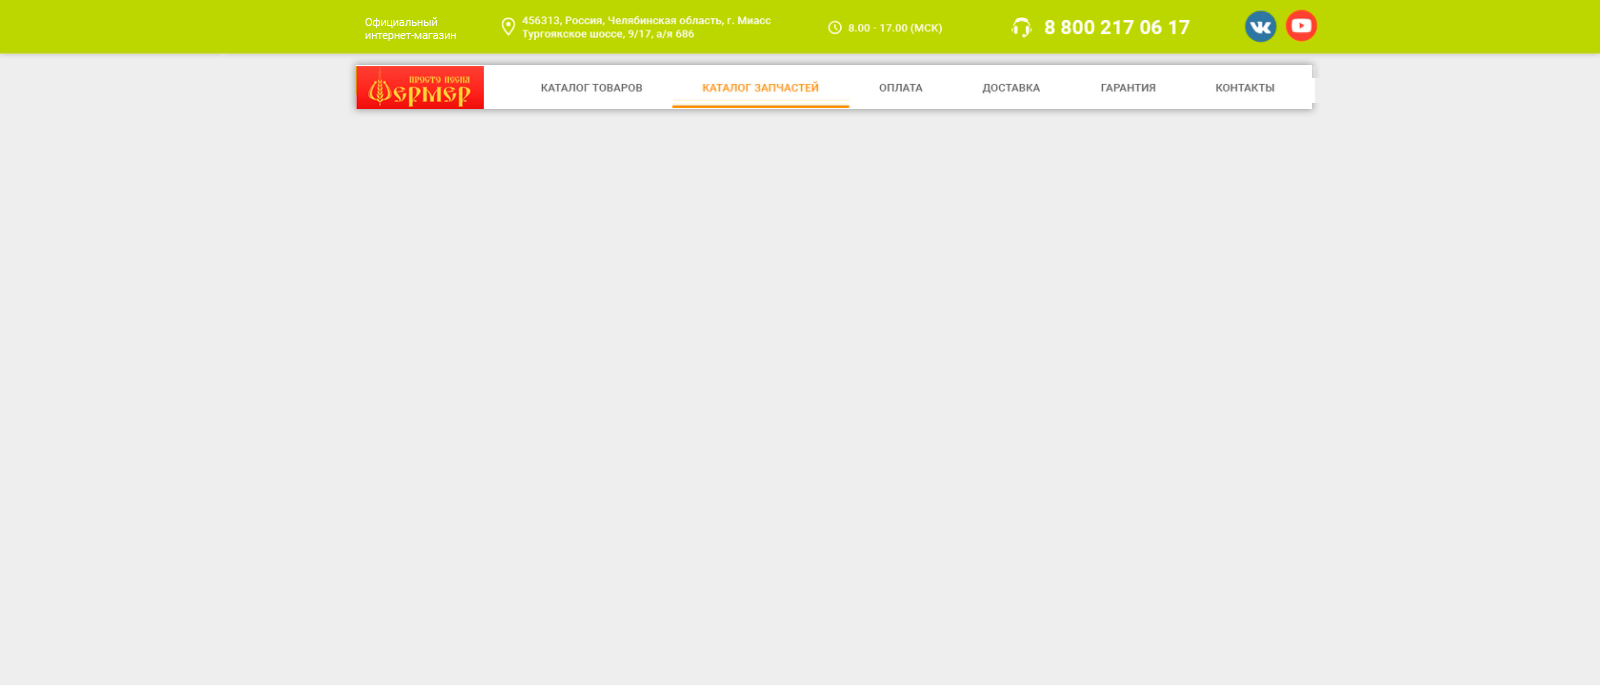 Официальный
интернет-магазин
456313, Россия, Челябинская область, г. Миасс
Тургоякское шоссе, 9/17, а/я 686
8.00 - 17.00 (МСК)
8 800 217 06 17
ПРОСТО ПЕСНЯ
Фермер
КАТАЛОГ ТОВАРОВ
КАТАЛОГ ЗАПЧАСТЕЙ
ОПЛАТА
ДОСТАВКА
ГАРАНТИЯ
КОНТАКТЫ